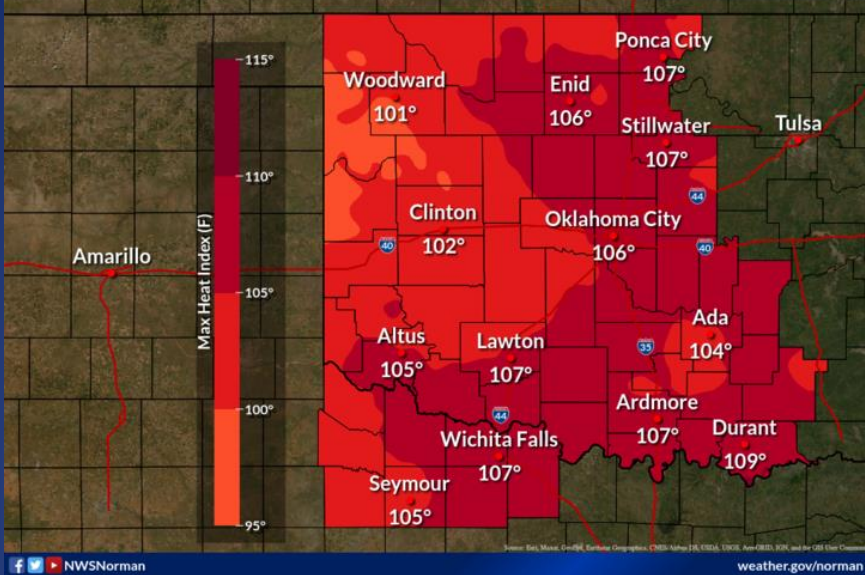 Ponca City
107°
115°
Woodward
101°
Enid
106°
Stillwater
107°
Tulsa
110°
44
Clinton
102°
Oklahoma City
106°
40
40
Amarillo
Max Heat Index (F)
105°
Altus
105°
Lawton
107°
35
Ada
104°
100°
44
Ardmore
107°
Durant
109°
Wichita Falls
107°
Seymour
105°
95°
NWSNorman
weather.gov/norman